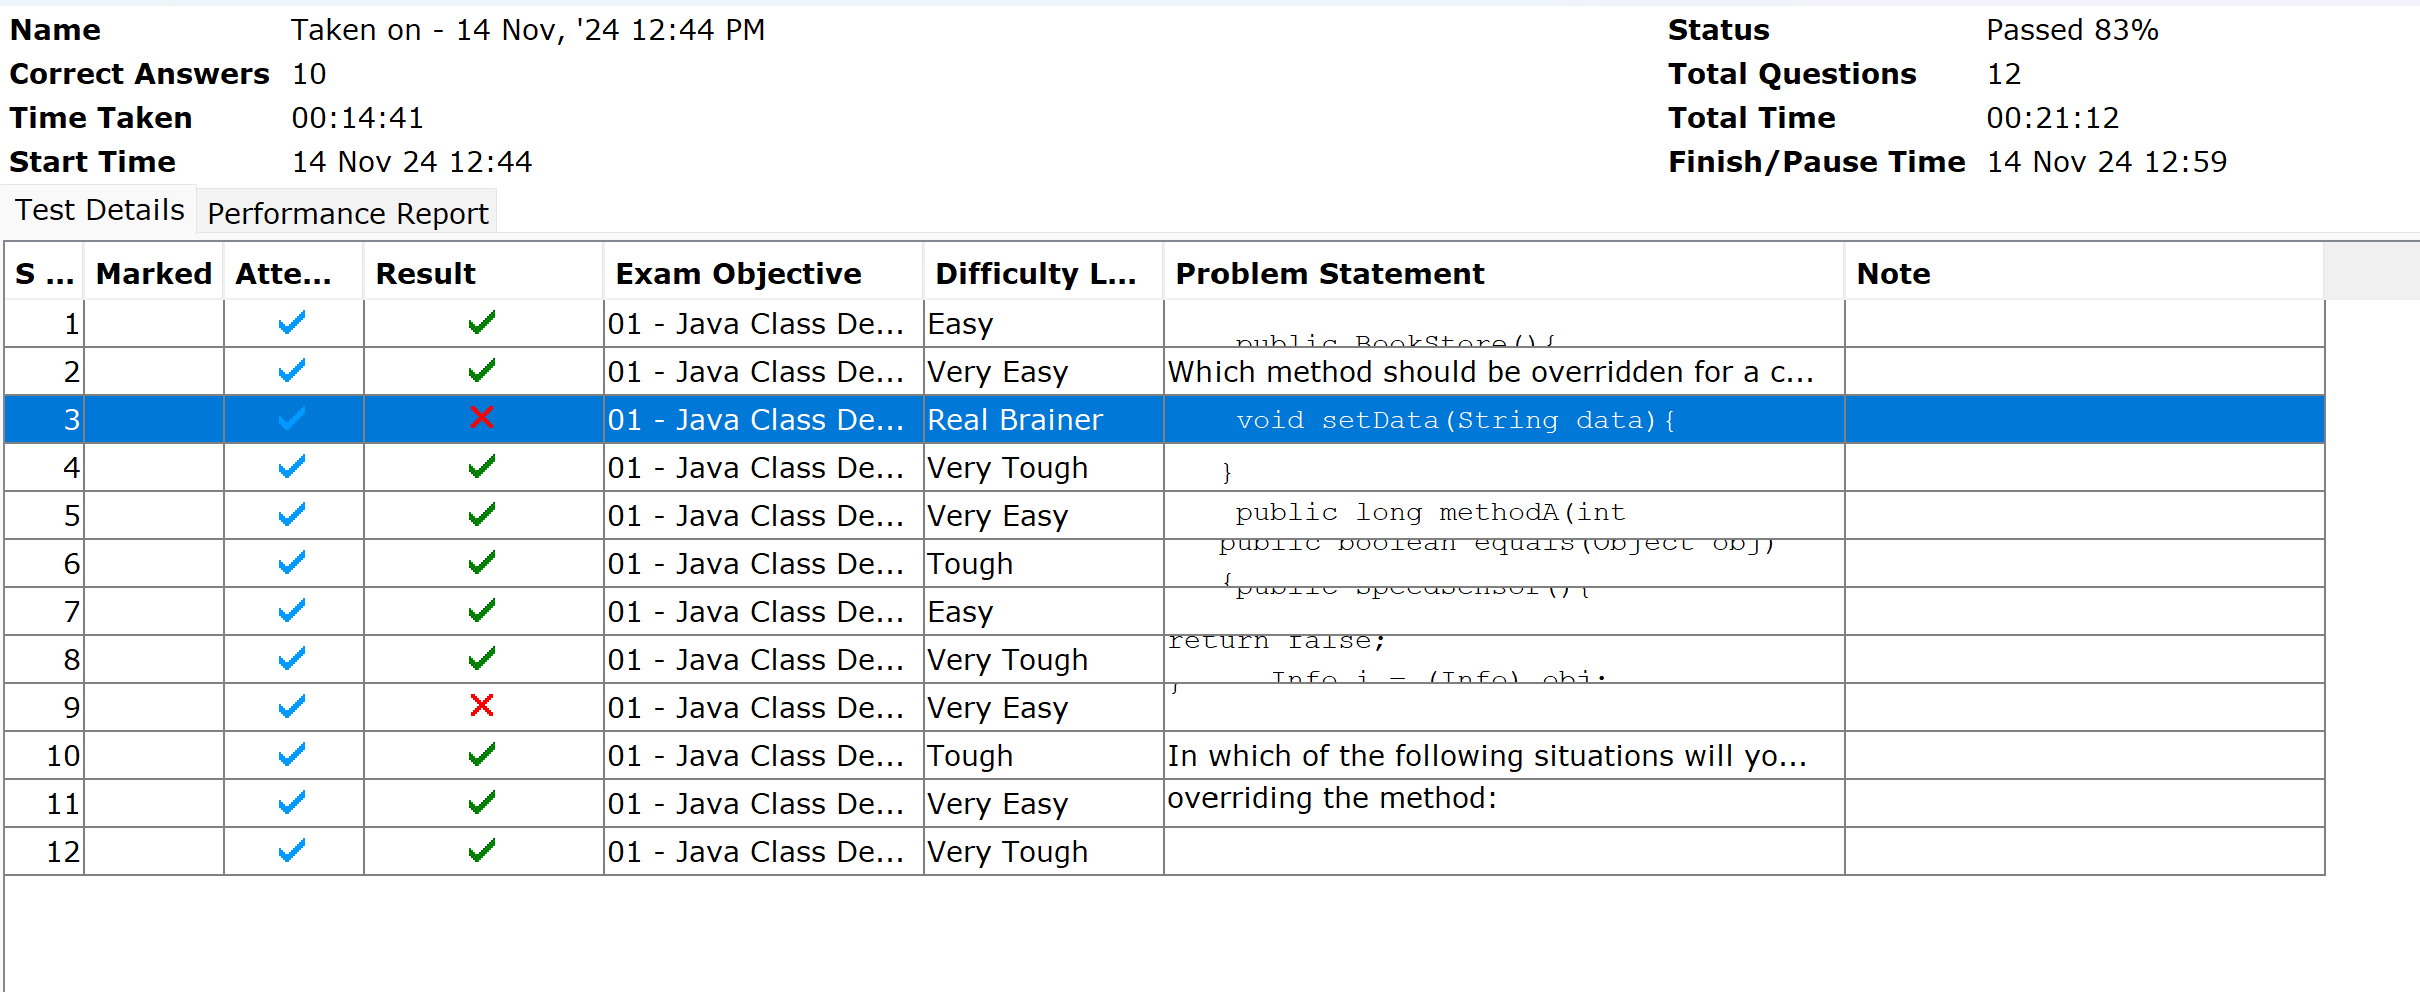 Name Taken on - 14 Nov, '24 12:44 PM Status Passed 83%
Correct Answers 10 Total Questions 12
Time Taken 00:14:41 Total Time 00:21:12
Start Time 14 Nov 24 12:44 Finish/Pause Time 14 Nov 24 12:59
Test Details Performance Report
S ... Marked Atte... Result Exam Objective Difficulty L... Problem Statement Note
1 01 - Java Class De... Easy public BookStore(){
2 01 - Java Class De... Very Easy Which method should be overridden for a c...
3 01 - Java Class De... Real Brainer void setData(String data){
4 01 - Java Class De... Very Tough }
5 01 - Java Class De... Very Easy public long methodA(int
6 01 - Java Class De... Tough public boolean equals(Object obj)
{
7 01 - Java Class De... Easy public SpeedSensor(){
8 01 - Java Class De... Very Tough return false;
Info i = (Info) obj;
9 01 - Java Class De... Very Easy }
10 01 - Java Class De... Tough In which of the following situations will yo...
11 01 - Java Class De... Very Easy overriding the method:
12 01 - Java Class De... Very Tough